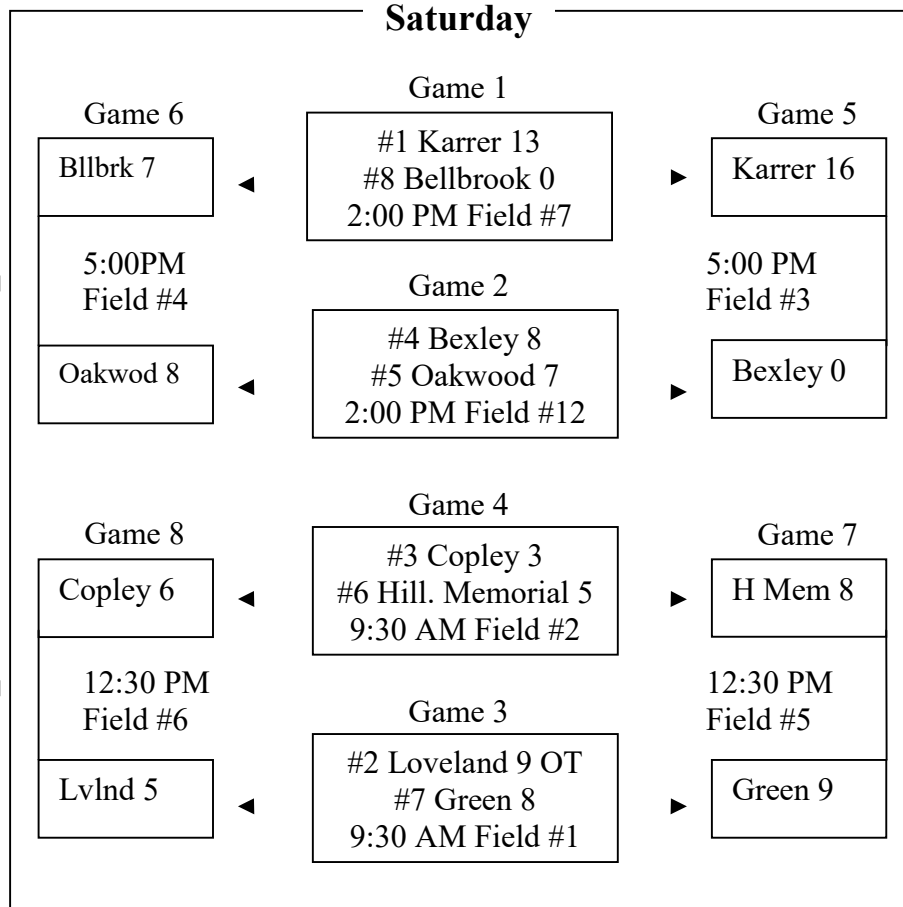 Saturday
Game 1
Game 6
Game 5
#1 Karrer 13
#8 Bellbrook 0
2:00 PM Field #7
Bllbrk 7
Karrer 16
5:00PM
Field #4
5:00 PM
Field #3
Game 2
#4 Bexley 8
#5 Oakwood 7
2:00 PM Field #12
Oakwod 8
Bexley 0
Game 4
Game 8
Game 7
#3 Copley 3
#6 Hill. Memorial 5
9:30 AM Field #2
Copley 6
H Mem 8
12:30 PM
Field #6
12:30 PM
Field #5
Game 3
#2 Loveland 9 OT
#7 Green 8
9:30 AM Field #1
Lvlnd 5
Green 9